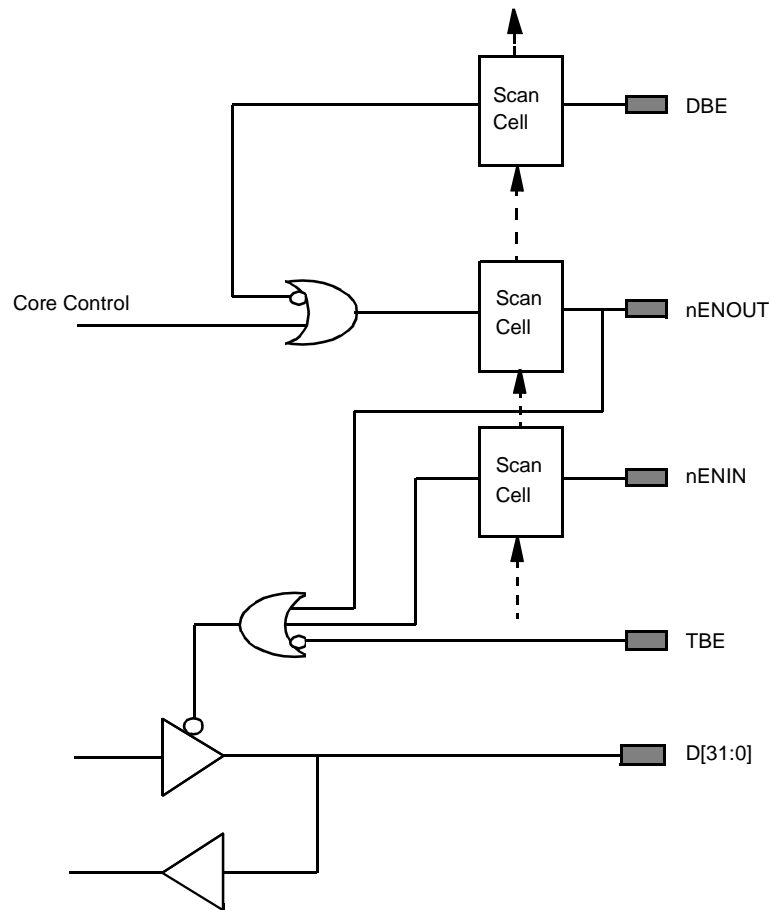 Scan
Cell
DBE
Core Control
Scan
Cell
nENOUT
Scan
Cell
nENIN
TBE
D[31:0]